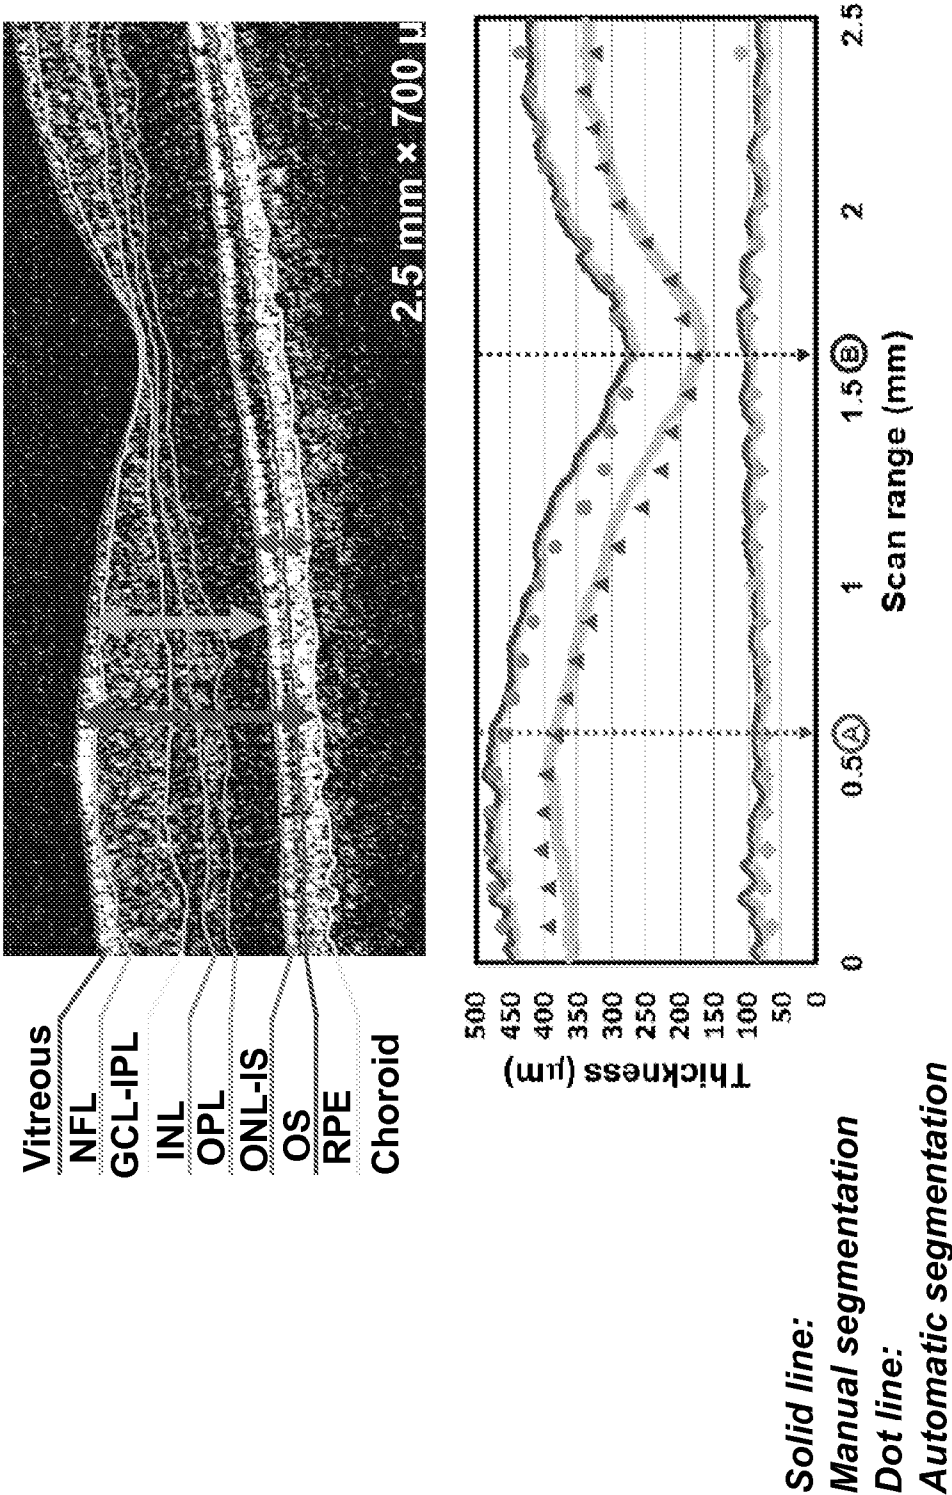 Vitreous
NFL
GCL-IPL
INL
OPL
ONL-IS
OS
RPE
Choroid
2.5 mm × 700 µ
Thickness (µm)
500
450
400
350
300
250
200
150
100
50
0
0
0.5
A
1
1.5
B
2
2.5
Scan range (mm)
Solid line:
Manual segmentation
Dot line:
Automatic segmentation